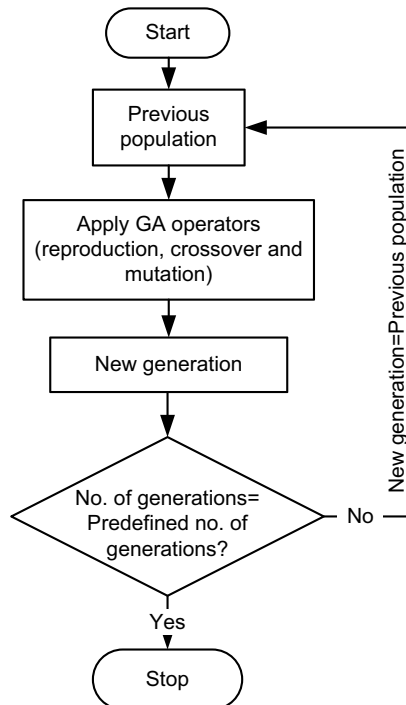 Start
Previous
population
Apply GA operators
(reproduction, crossover and
mutation)
New generation
No. of generations=
Predefined no. of
generations?
No
New generation=Previous population
Yes
Stop